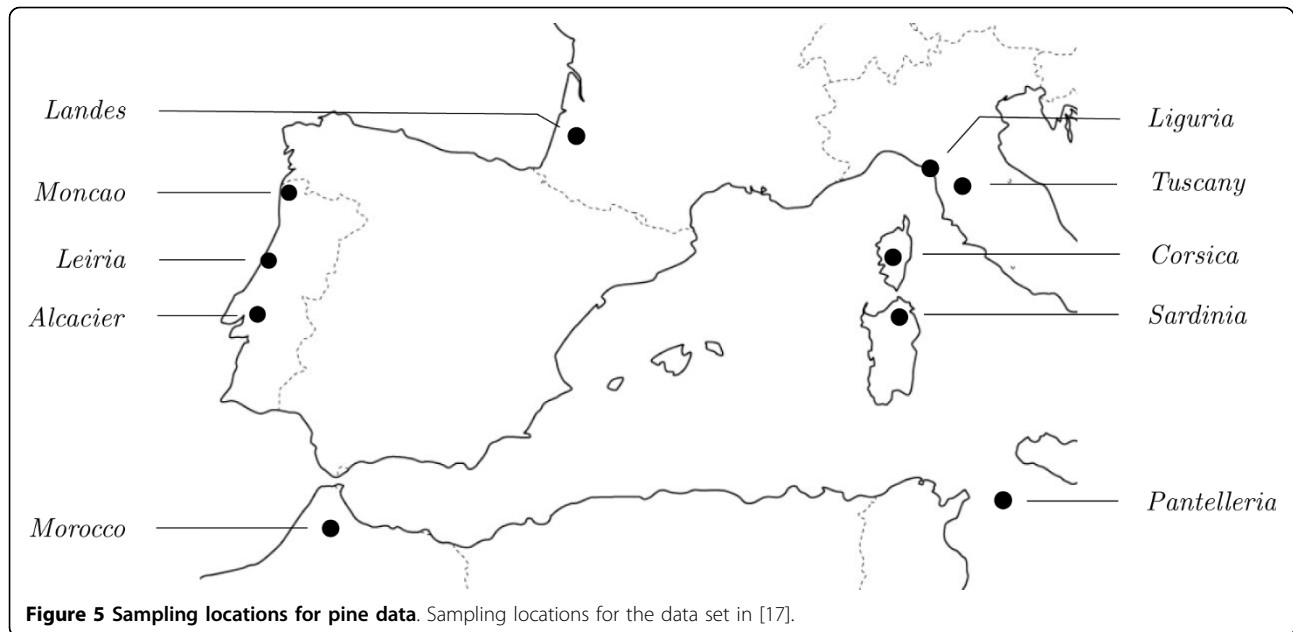 Landes
Moncao
Leiria
Alcacier
Morocco
Liguria
Tuscany
Corsica
Sardinia
Pantelleria
Figure 5 Sampling locations for pine data. Sampling locations for the data set in [17].